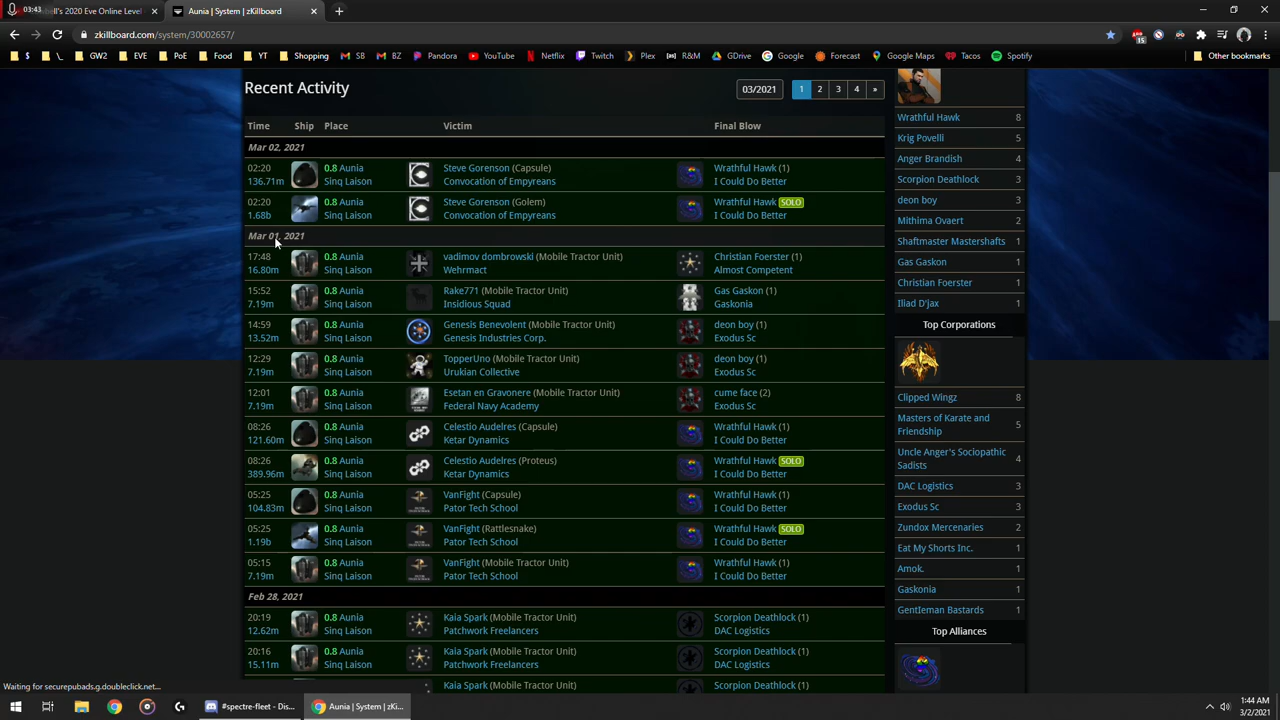 03:43
hell's 2020 Eve Online Level
Aunia | System | zKillboard
zkillboard.com/system/30002657/
15
$
\_
GW2
EVE
PoE
Food
YT
Shopping
SB
BZ
Pandora
YouTube
Netflix
Twitch
Plex
R&M
GDrive
Google
Forecast
Google Maps
Tacos
Spotify
Other bookmarks
Recent Activity
03/2021
1 2 3 4 »
Time Ship Place Victim Final Blow
Mar 02, 2021
02:20 0.8 Aunia Steve Gorenson (Capsule) Wrathful Hawk (1)
136.71m Sinq Laison Convocation of Empyreans I Could Do Better
02:20 0.8 Aunia Steve Gorenson (Golem) Wrathful Hawk SOLO
1.68b Sinq Laison Convocation of Empyreans I Could Do Better
Mar 01, 2021
17:48 0.8 Aunia vadimov dombrowski (Mobile Tractor Unit) Christian Foerster (1)
16.80m Sinq Laison Wehrmact Almost Competent
15:52 0.8 Aunia Rake771 (Mobile Tractor Unit) Gas Gaskon (1)
7.19m Sinq Laison Insidious Squad Gaskonia
14:59 0.8 Aunia Genesis Benevolent (Mobile Tractor Unit) deon boy (1)
13.52m Sinq Laison Genesis Industries Corp. Exodus Sc
12:29 0.8 Aunia TopperUno (Mobile Tractor Unit) deon boy (1)
7.19m Sinq Laison Urukian Collective Exodus Sc
12:01 0.8 Aunia Esetan en Gravonere (Mobile Tractor Unit) cume face (2)
7.19m Sinq Laison Federal Navy Academy Exodus Sc
08:26 0.8 Aunia Celestio Audelres (Capsule) Wrathful Hawk (1)
121.60m Sinq Laison Ketar Dynamics I Could Do Better
08:26 0.8 Aunia Celestio Audelres (Proteus) Wrathful Hawk SOLO
389.96m Sinq Laison Ketar Dynamics I Could Do Better
05:25 0.8 Aunia VanFight (Capsule) Wrathful Hawk (1)
104.83m Sinq Laison Pator Tech School I Could Do Better
05:25 0.8 Aunia VanFight (Rattlesnake) Wrathful Hawk SOLO
1.19b Sinq Laison Pator Tech School I Could Do Better
05:15 0.8 Aunia VanFight (Mobile Tractor Unit) Wrathful Hawk (1)
7.19m Sinq Laison Pator Tech School I Could Do Better
Feb 28, 2021
20:19 0.8 Aunia Kaia Spark (Mobile Tractor Unit) Scorpion Deathlock (1)
12.62m Sinq Laison Patchwork Freelancers DAC Logistics
20:16 0.8 Aunia Kaia Spark (Mobile Tractor Unit) Scorpion Deathlock (1)
15.11m Sinq Laison Patchwork Freelancers DAC Logistics
Kaia Spark (Mobile Tractor Unit) Scorpion Deathlock (1)
Wrathful Hawk 8
Krig Povelli 5
Anger Brandish 4
Scorpion Deathlock 3
deon boy 3
Mithima Ovaert 2
Shaftmaster Mastershafts 1
Gas Gaskon 1
Christian Foerster 1
Iliad D'jax 1
Top Corporations
Clipped Wingz 8
Masters of Karate and
Friendship 5
Uncle Anger's Sociopathic
Sadists 4
DAC Logistics 3
Exodus Sc 3
Zundox Mercenaries 2
Eat My Shorts Inc. 1
Amok. 1
Gaskonia 1
GentIeman Bastards 1
Top Alliances
Waiting for securepubads.g.doubleclick.net...
#spectre-fleet - Dis...
Aunia | System | zKi...
1:44 AM
3/2/2021